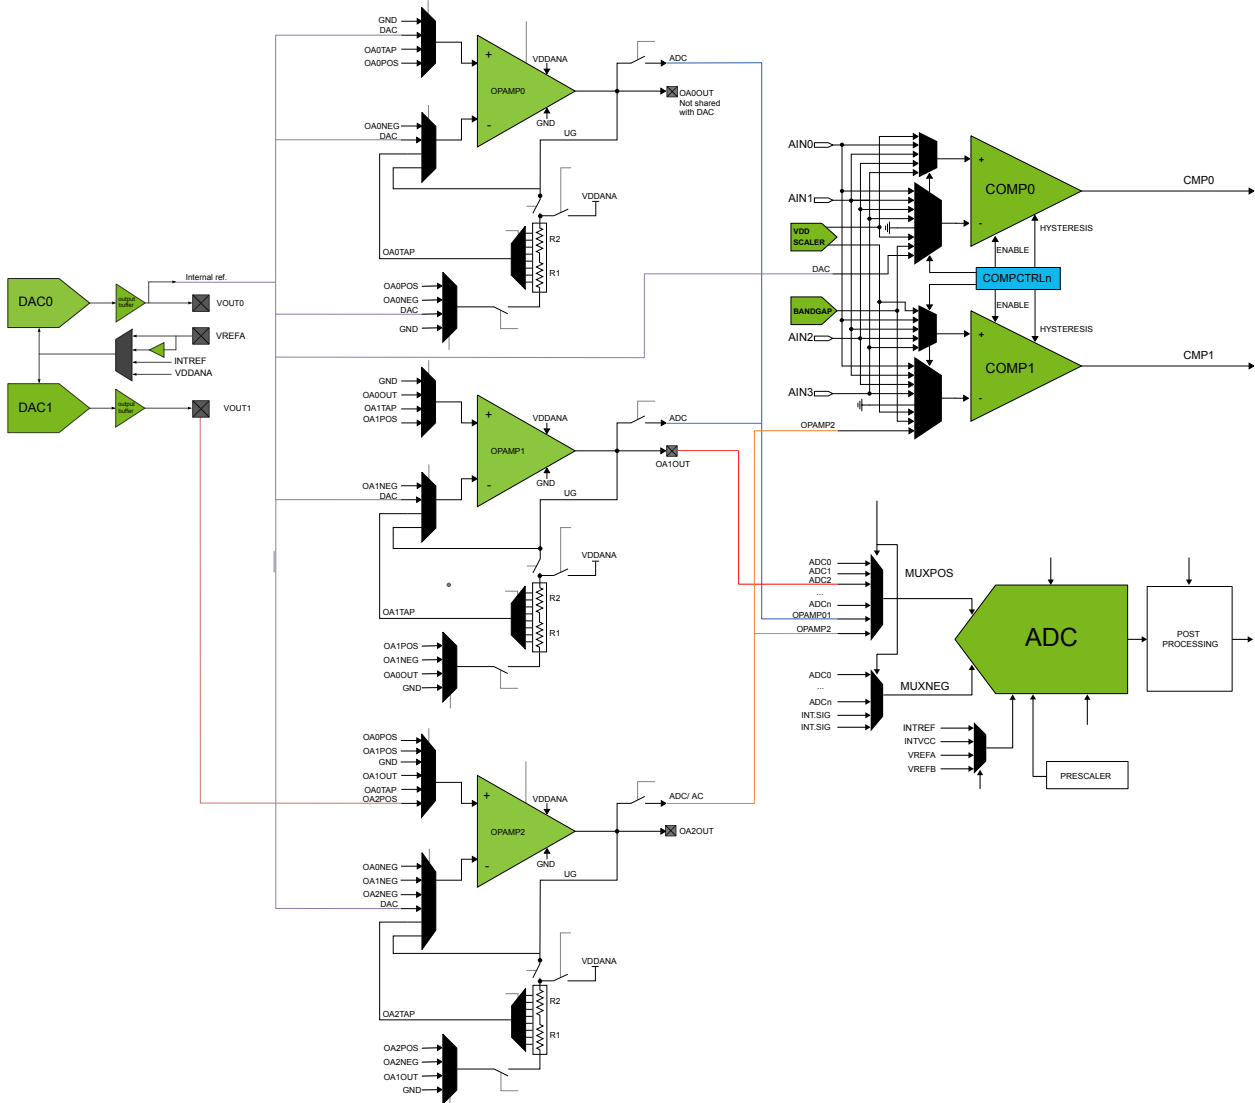 GND
DAC
OA0TAP
OA0POS
+
-
OPAMP0
VDDANA
GND
ADC
OA0OUT
Not shared
with DAC
UG
OA0NEG
DAC
VDDANA
R2
R1
OA0TAP
OA0POS
OA0NEG
DAC
GND
DAC0
output
buffer
Internal ref.
VOUT0
VREFA
INTREF
VDDANA
DAC1
output
buffer
VOUT1
AIN0
AIN1
VDD
SCALER
DAC
BANDGAP
AIN2
AIN3
OPAMP2
+
-
COMP0
CMP0
HYSTERESIS
ENABLE
COMPCTRLn
ENABLE
HYSTERESIS
+
-
COMP1
CMP1
GND
OA0OUT
OA1TAP
OA1POS
+
-
OPAMP1
VDDANA
GND
ADC
OA1OUT
UG
OA1NEG
DAC
VDDANA
R2
R1
OA1TAP
OA1POS
OA1NEG
OA0OUT
GND
ADC0
ADC1
ADC2
...
ADCn
OPAMP01
OPAMP2
MUXPOS
ADC0
...
ADCn
INT.SIG
INT.SIG
MUXNEG
ADC
POST
PROCESSING
INTREF
INTVCC
VREFA
VREFB
PRESCALER
OA0POS
OA1POS
GND
OA1OUT
OA0TAP
OA2POS
+
-
OPAMP2
VDDANA
GND
ADC/ AC
OA2OUT
UG
OA0NEG
OA1NEG
OA2NEG
DAC
VDDANA
R2
R1
OA2TAP
OA2POS
OA2NEG
OA1OUT
GND